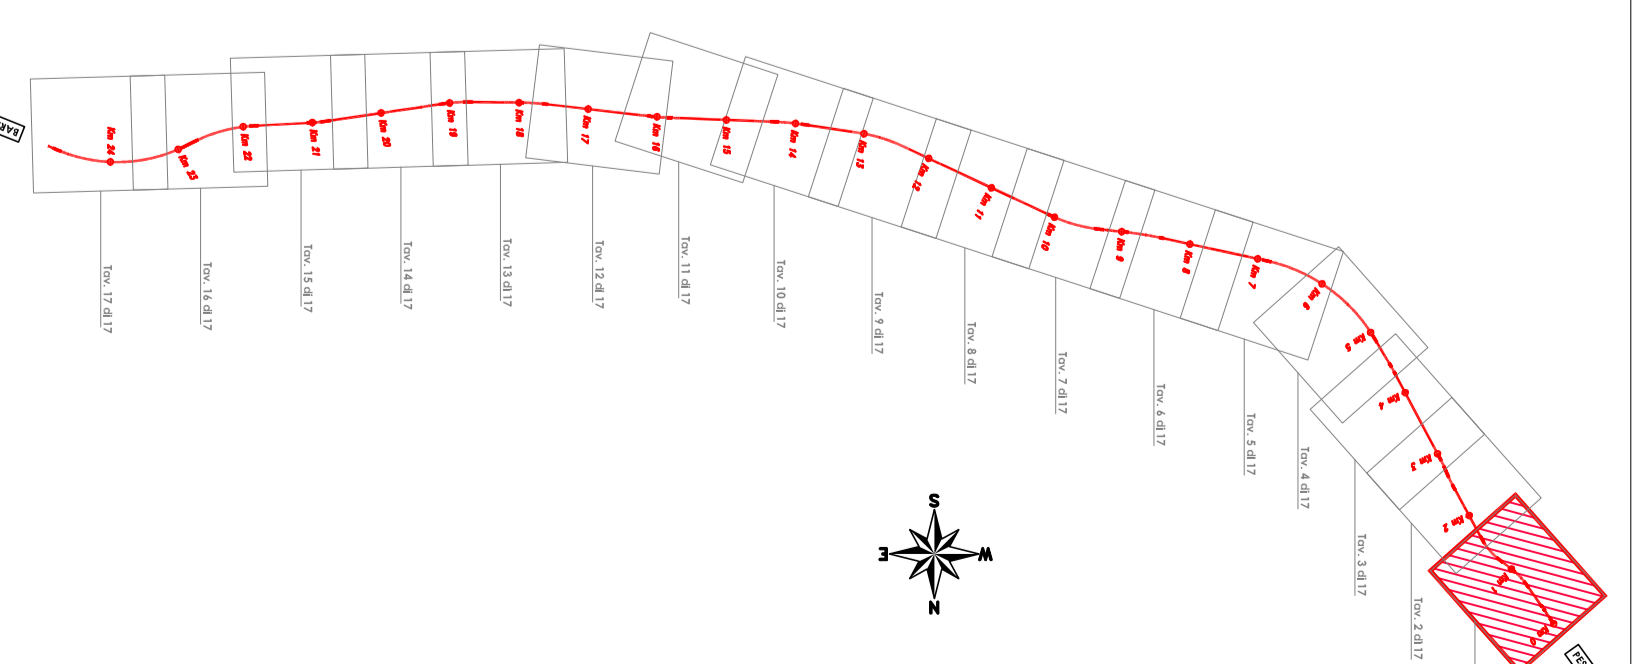 BAR
Km 24
Km 23
Km 22
Km 21
Km 20
Km 19
Km 18
Km 17
Km 16
Km 15
Km 14
Km 13
Km 12
Km 11
Km 10
Km 9
Km 8
Km 7
Km 6
Km 5
Km 4
Km 3
Km 2
Km 1
Km 0
Tav. 17 di 17
Tav. 16 di 17
Tav. 15 di 17
Tav. 14 di 17
Tav. 13 di 17
Tav. 12 di 17
Tav. 11 di 17
Tav. 10 di 17
Tav. 9 di 17
Tav. 8 di 17
Tav. 7 di 17
Tav. 6 di 17
Tav. 5 di 17
Tav. 4 di 17
Tav. 3 di 17
Tav. 2 di 17
S
E
W
N
PES